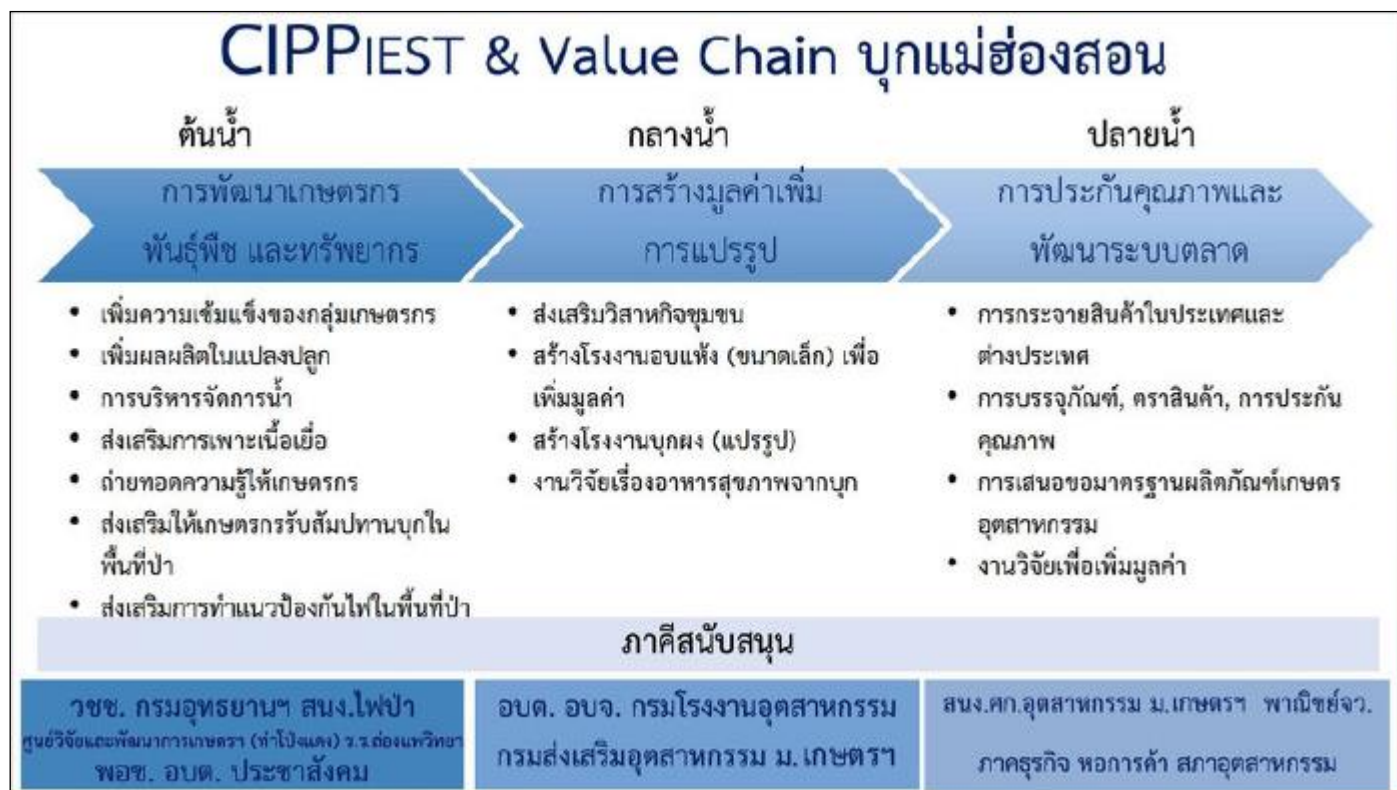 CIPPIEST & Value Chain บุกแม่ฮ่องสอน
ต้นน้ำ
การพัฒนาเกษตรกร
พันธุ์พืช และทรัพยากร
• เพิ่มความเข้มแข็งของกลุ่มเกษตรกร
• เพิ่มผลผลิตในแปลงปลูก
• การบริหารจัดการน้ำ
• ส่งเสริมการเพาะเนื้อเยื่อ
• ถ่ายทอดความรู้ให้เกษตรกร
• ส่งเสริมให้เกษตรกรรับสัมปทานบุกใน
พื้นที่ป่า
• ส่งเสริมการทำแนวป้องกันไฟในพื้นที่ป่า
กลางน้ำ
การสร้างมูลค่าเพิ่ม
การแปรรูป
• ส่งเสริมวิสาหกิจชุมชน
• สร้างโรงงานอบแห้ง (ขนาดเล็ก) เพื่อ
เพิ่มมูลค่า
• สร้างโรงงานบุกผง (แปรรูป)
• งานวิจัยเรื่องอาหารสุขภาพจากบุก
ปลายน้ำ
การประกันคุณภาพและ
พัฒนาระบบตลาด
• การกระจายสินค้าในประเทศและ
ต่างประเทศ
• การบรรจุภัณฑ์, ตราสินค้า, การประกัน
คุณภาพ
• การเสนอขอมาตรฐานผลิตภัณฑ์เกษตร
อุตสาหกรรม
• งานวิจัยเพื่อเพิ่มมูลค่า
ภาคีสนับสนุน
วชช. กรมอุทธยานฯ สนง.ไฟป่า
ศูนย์วิจัยและพัฒนาการเกษตรฯ (ท่าโป่งแดง) ร.ร.ล่องแพวิทยา
พอช. อบต. ประชาสังคม
อบต. อบจ. กรมโรงงานอุตสาหกรรม
กรมส่งเสริมอุตสาหกรรม ม.เกษตรฯ
สนง.ศก.อุตสาหกรรม ม.เกษตรฯ พาณิชย์จว.
ภาคธุรกิจ หอการค้า สภาอุตสาหกรรม